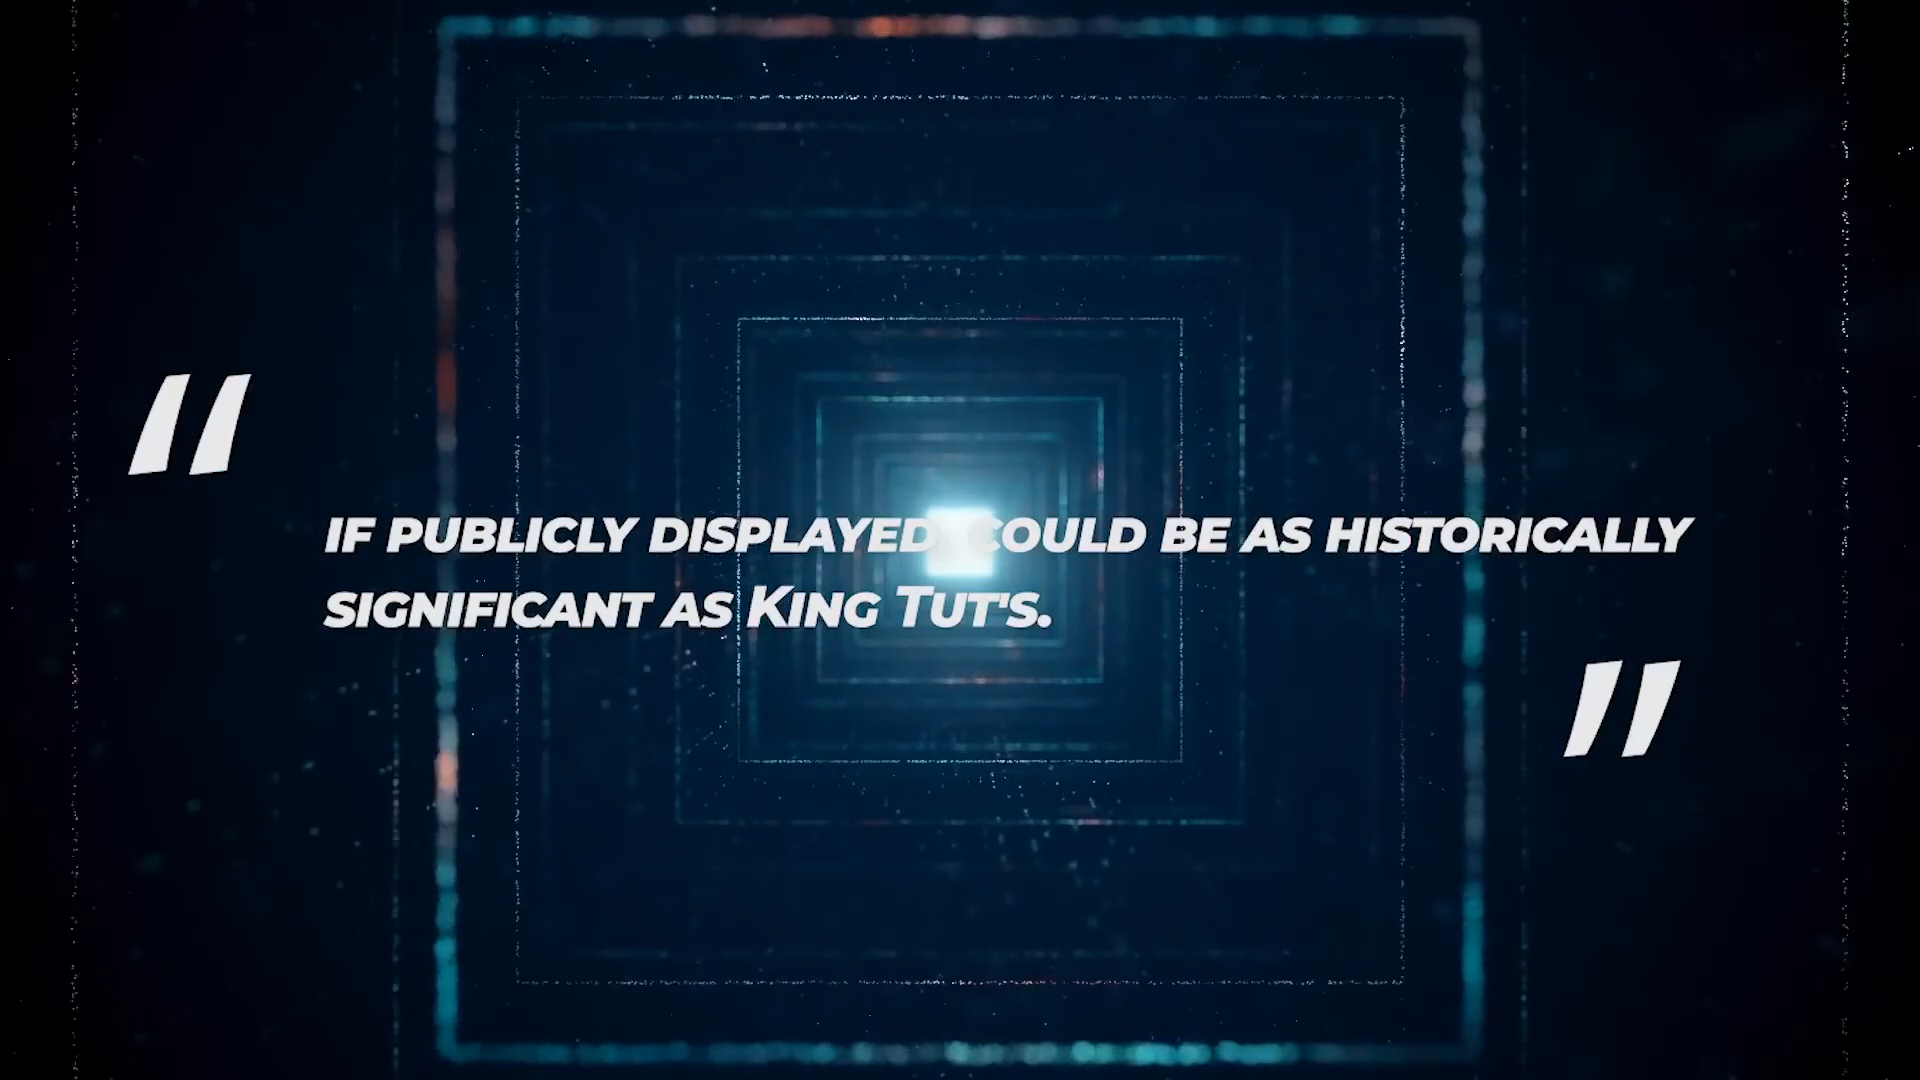 “
IF PUBLICLY DISPLAYED, COULD BE AS HISTORICALLY
SIGNIFICANT AS KING TUT'S.
”